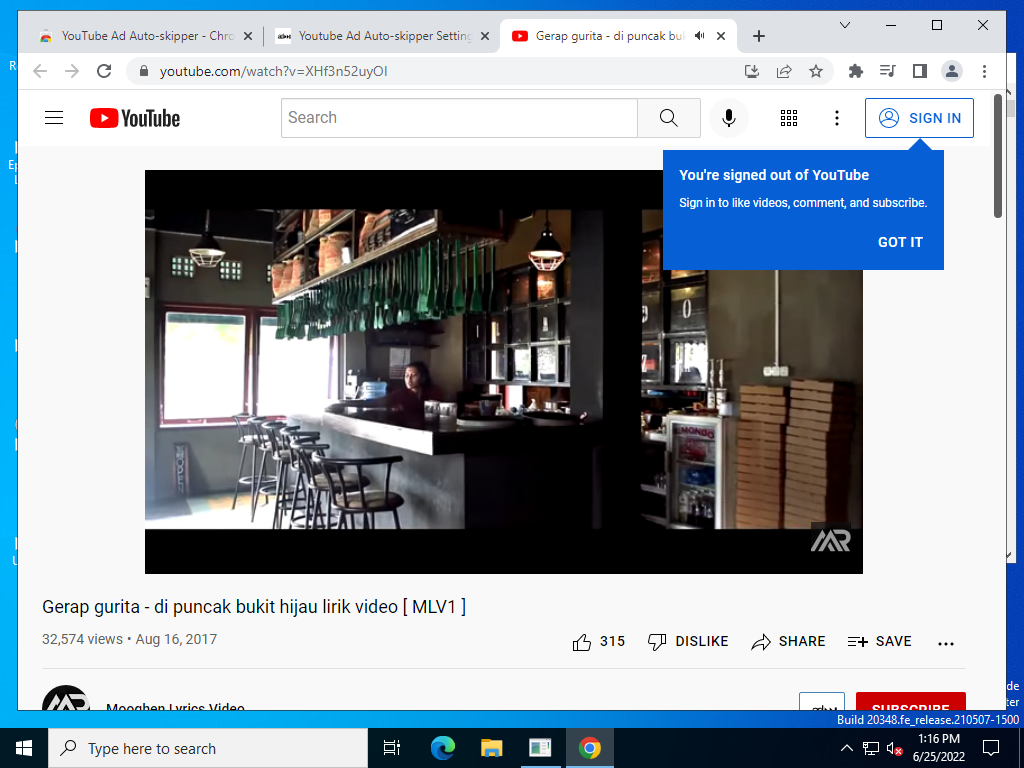 YouTube Ad Auto-skipper - Chro
Youtube Ad Auto-skipper Setting
Gerap gurita - di puncak buk
youtube.com/watch?v=XHf3n52uyOI
YouTube
Search
SIGN IN
You're signed out of YouTube
Sign in to like videos, comment, and subscribe.
GOT IT
MONDO
MR
Gerap gurita - di puncak bukit hijau lirik video [ MLV1 ]
32,574 views • Aug 16, 2017
315
DISLIKE
SHARE
SAVE
Mooghen Lyrics Video
SUBSCRIBE
Build 20348.fe_release.210507-1500
Type here to search
1:16 PM
6/25/2022